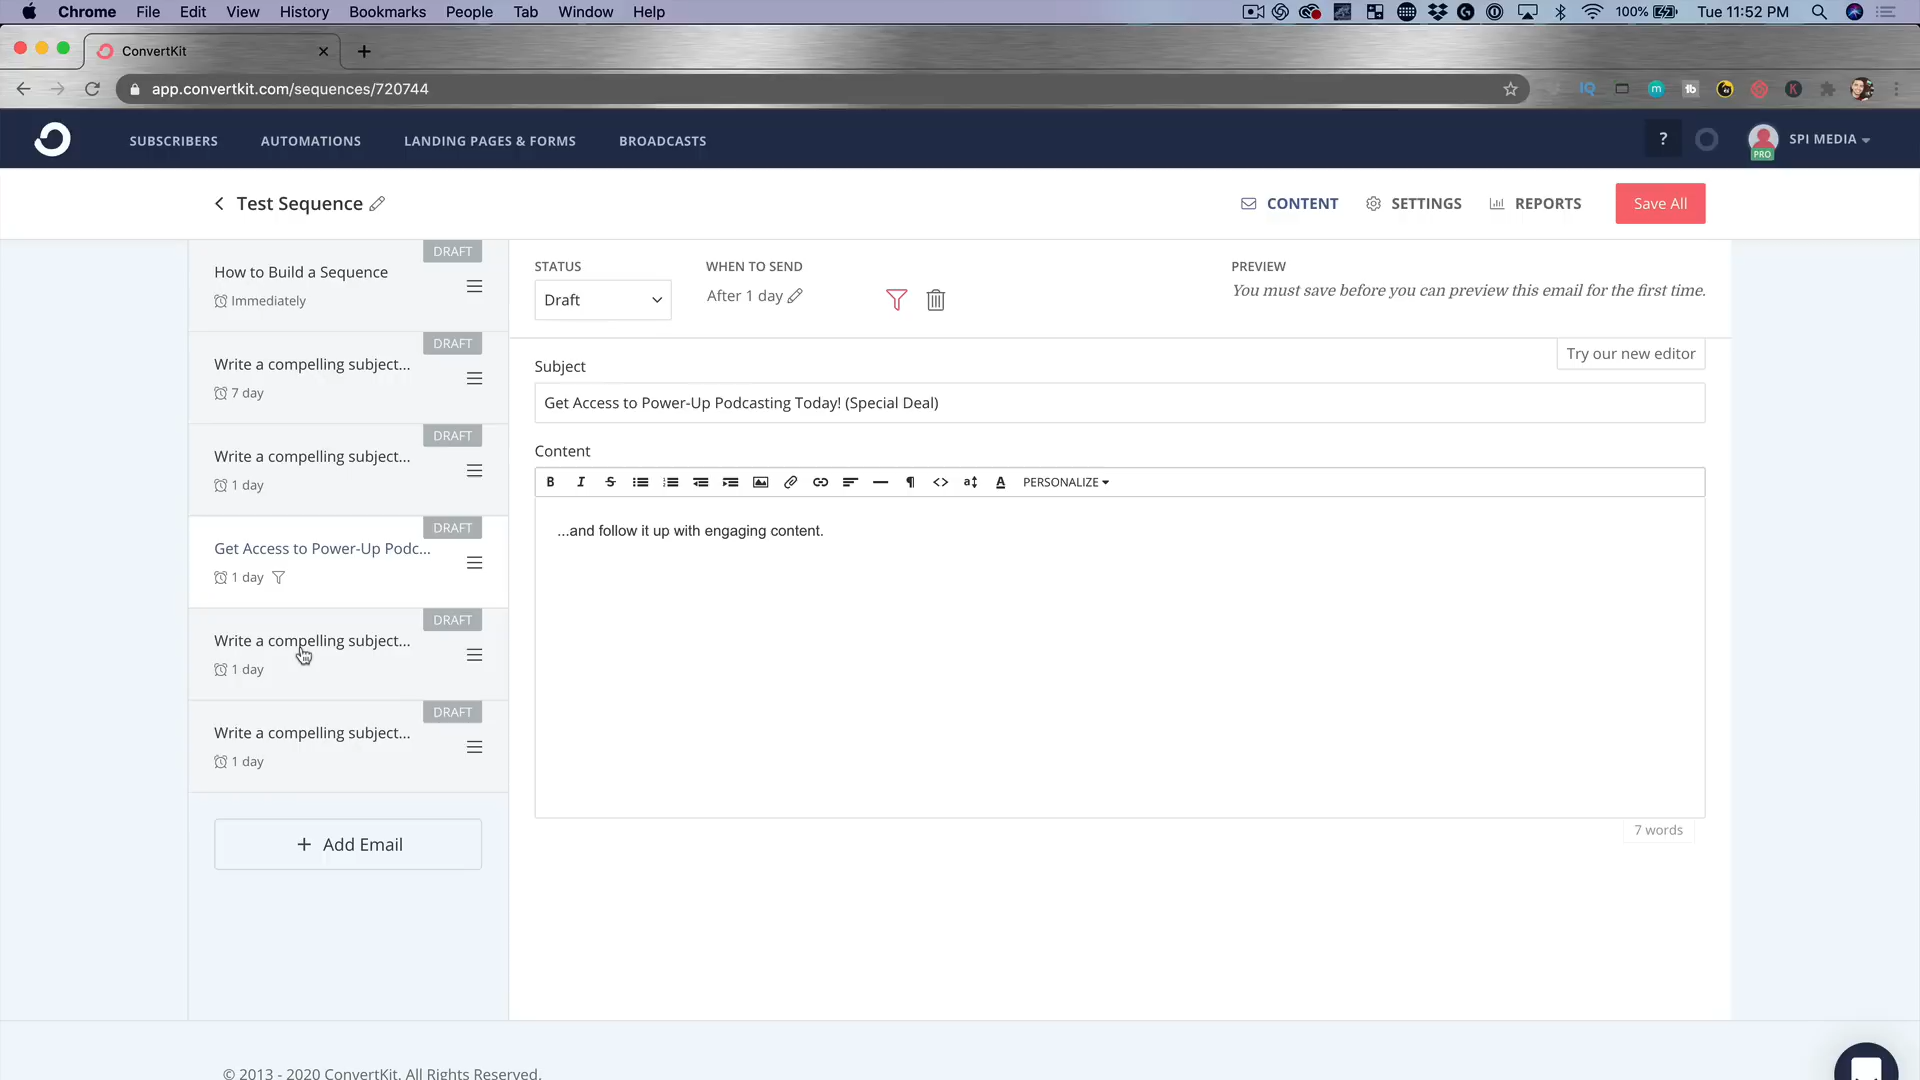 Chrome File Edit View History Bookmarks People Tab Window Help
100% Tue 11:52 PM
ConvertKit
app.convertkit.com/sequences/720744
IQ m tb K
SUBSCRIBERS AUTOMATIONS LANDING PAGES & FORMS BROADCASTS
? PRO SPI MEDIA
Test Sequence
CONTENT SETTINGS REPORTS Save All
DRAFT
How to Build a Sequence
Immediately
DRAFT
Write a compelling subject...
7 day
DRAFT
Write a compelling subject...
1 day
DRAFT
Get Access to Power-Up Podc...
1 day
DRAFT
Write a compelling subject...
1 day
DRAFT
Write a compelling subject...
1 day
+ Add Email
STATUS
Draft
WHEN TO SEND
After 1 day
PREVIEW
You must save before you can preview this email for the first time.
Try our new editor
Subject
Get Access to Power-Up Podcasting Today! (Special Deal)
Content
B I S <> A PERSONALIZE
...and follow it up with engaging content.
7 words
© 2013 - 2020 ConvertKit. All Rights Reserved.